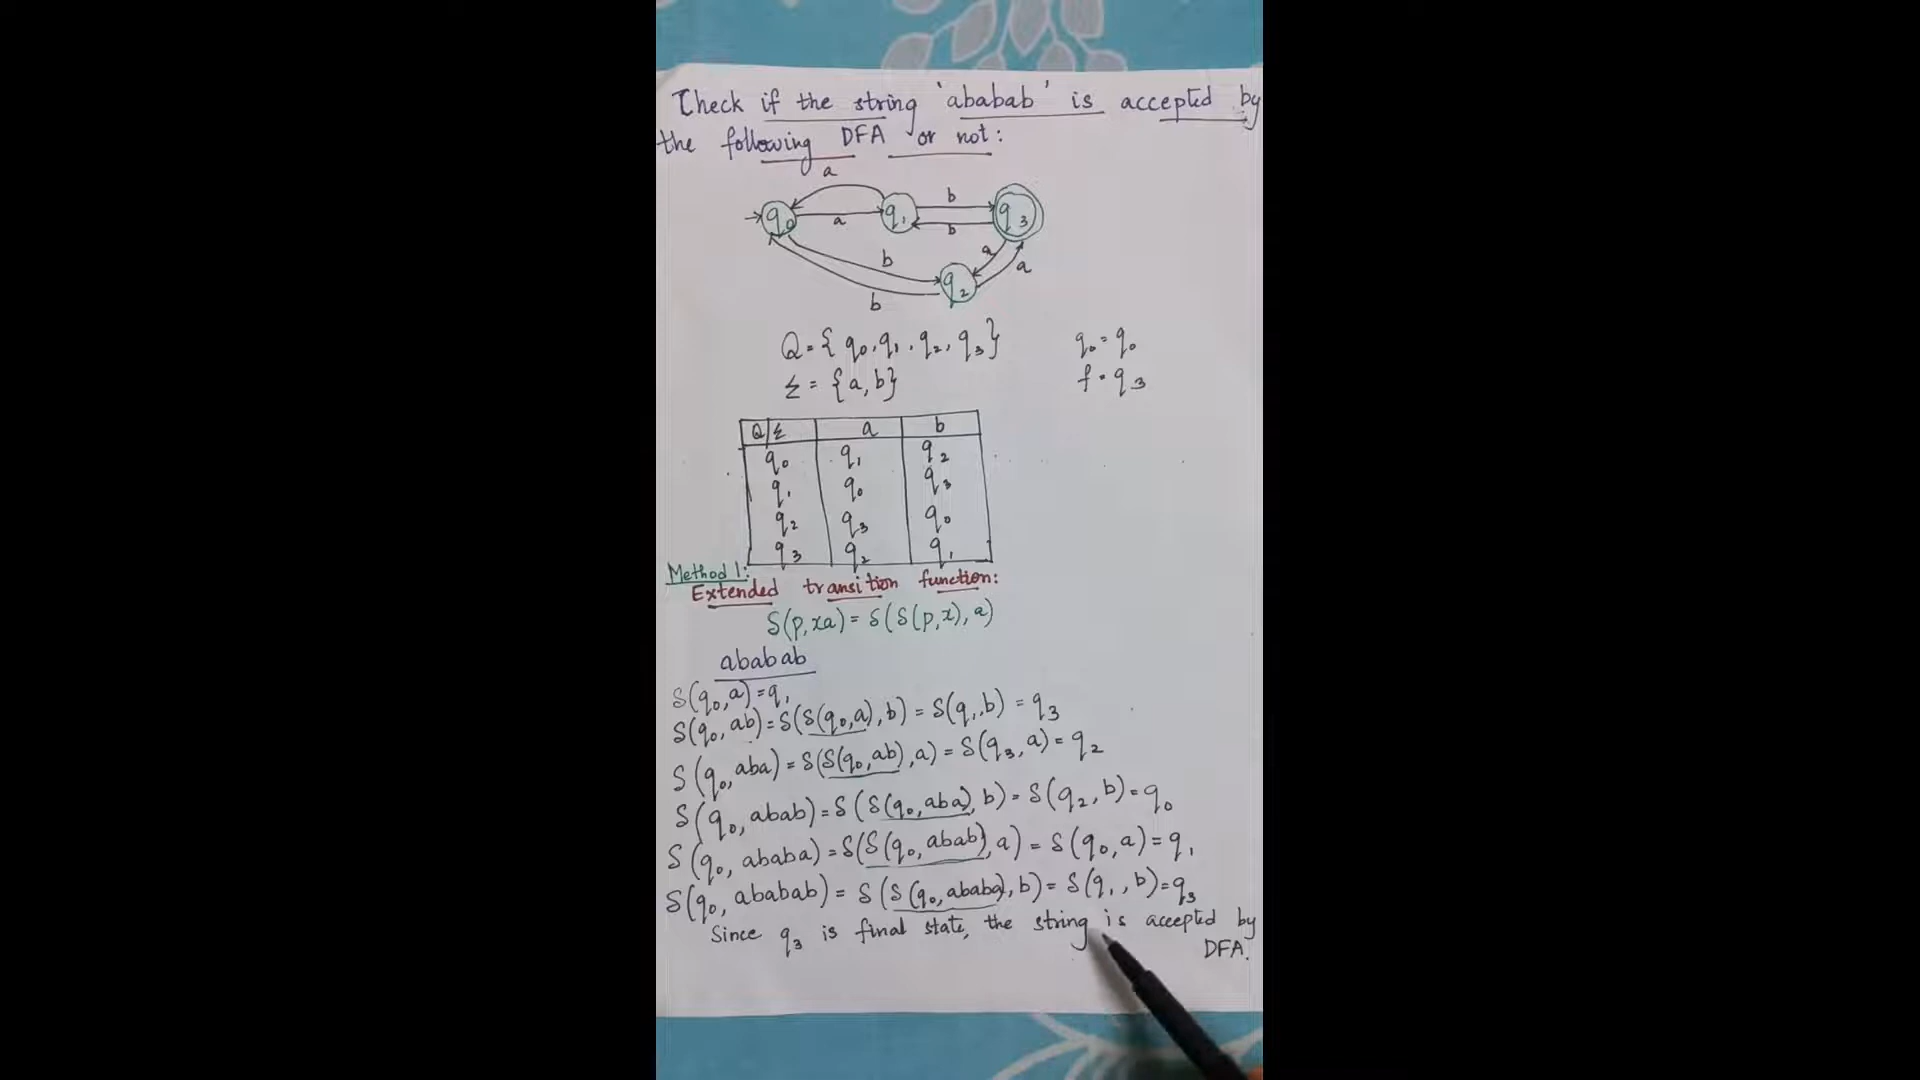 Check if the string 'ababab' is accepted by
the following DFA or not:
a
q0 a q1 b q3
b
b a a
q2
b
Q = { q0, q1, q2, q3 } q0 = q0
Σ = {a, b} f = q3
Q/Σ a b
q0 q1 q2
q1 q0 q3
q2 q3 q0
q3 q2 q1
Method 1:
Extended transition function:
δ(p, xa) = δ(δ(p, x), a)
ababab
δ(q0, a) = q1
δ(q0, ab) = δ(δ(q0, a), b) = δ(q1, b) = q3
δ(q0, aba) = δ(δ(q0, ab), a) = δ(q3, a) = q2
δ(q0, abab) = δ(δ(q0, aba), b) = δ(q2, b) = q0
δ(q0, ababa) = δ(δ(q0, abab), a) = δ(q0, a) = q1
δ(q0, ababab) = δ(δ(q0, ababa), b) = δ(q1, b) = q3
Since q3 is final state, the string is accepted by
DFA.